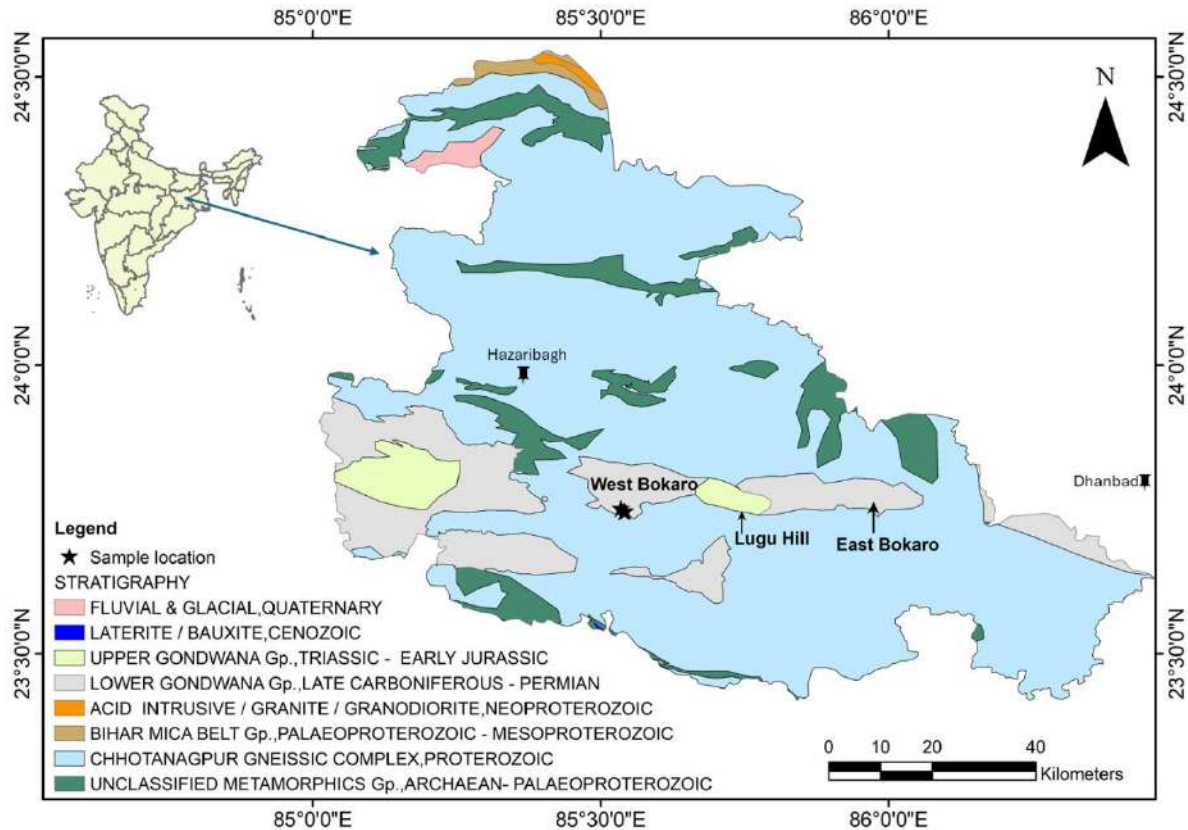 85°0'0"E
85°30'0"E
86°0'0"E
24°30'0"N
24°30'0"N
N
24°0'0"N
24°0'0"N
Hazaribagh
Dhanbad
West Bokaro
Lugu Hill
East Bokaro
23°30'0"N
23°30'0"N
Legend
Sample location
STRATIGRAPHY
FLUVIAL & GLACIAL,QUATERNARY
LATERITE / BAUXITE,CENOZOIC
UPPER GONDWANA Gp.,TRIASSIC - EARLY JURASSIC
LOWER GONDWANA Gp.,LATE CARBONIFEROUS - PERMIAN
ACID INTRUSIVE / GRANITE / GRANODIORITE,NEOPROTEROZOIC
BIHAR MICA BELT Gp.,PALAEOPROTEROZOIC - MESOPROTEROZOIC
CHHOTANAGPUR GNEISSIC COMPLEX,PROTEROZOIC
UNCLASSIFIED METAMORPHICS Gp.,ARCHAEAN- PALAEOPROTEROZOIC
0 10 20 40
Kilometers
85°0'0"E
85°30'0"E
86°0'0"E